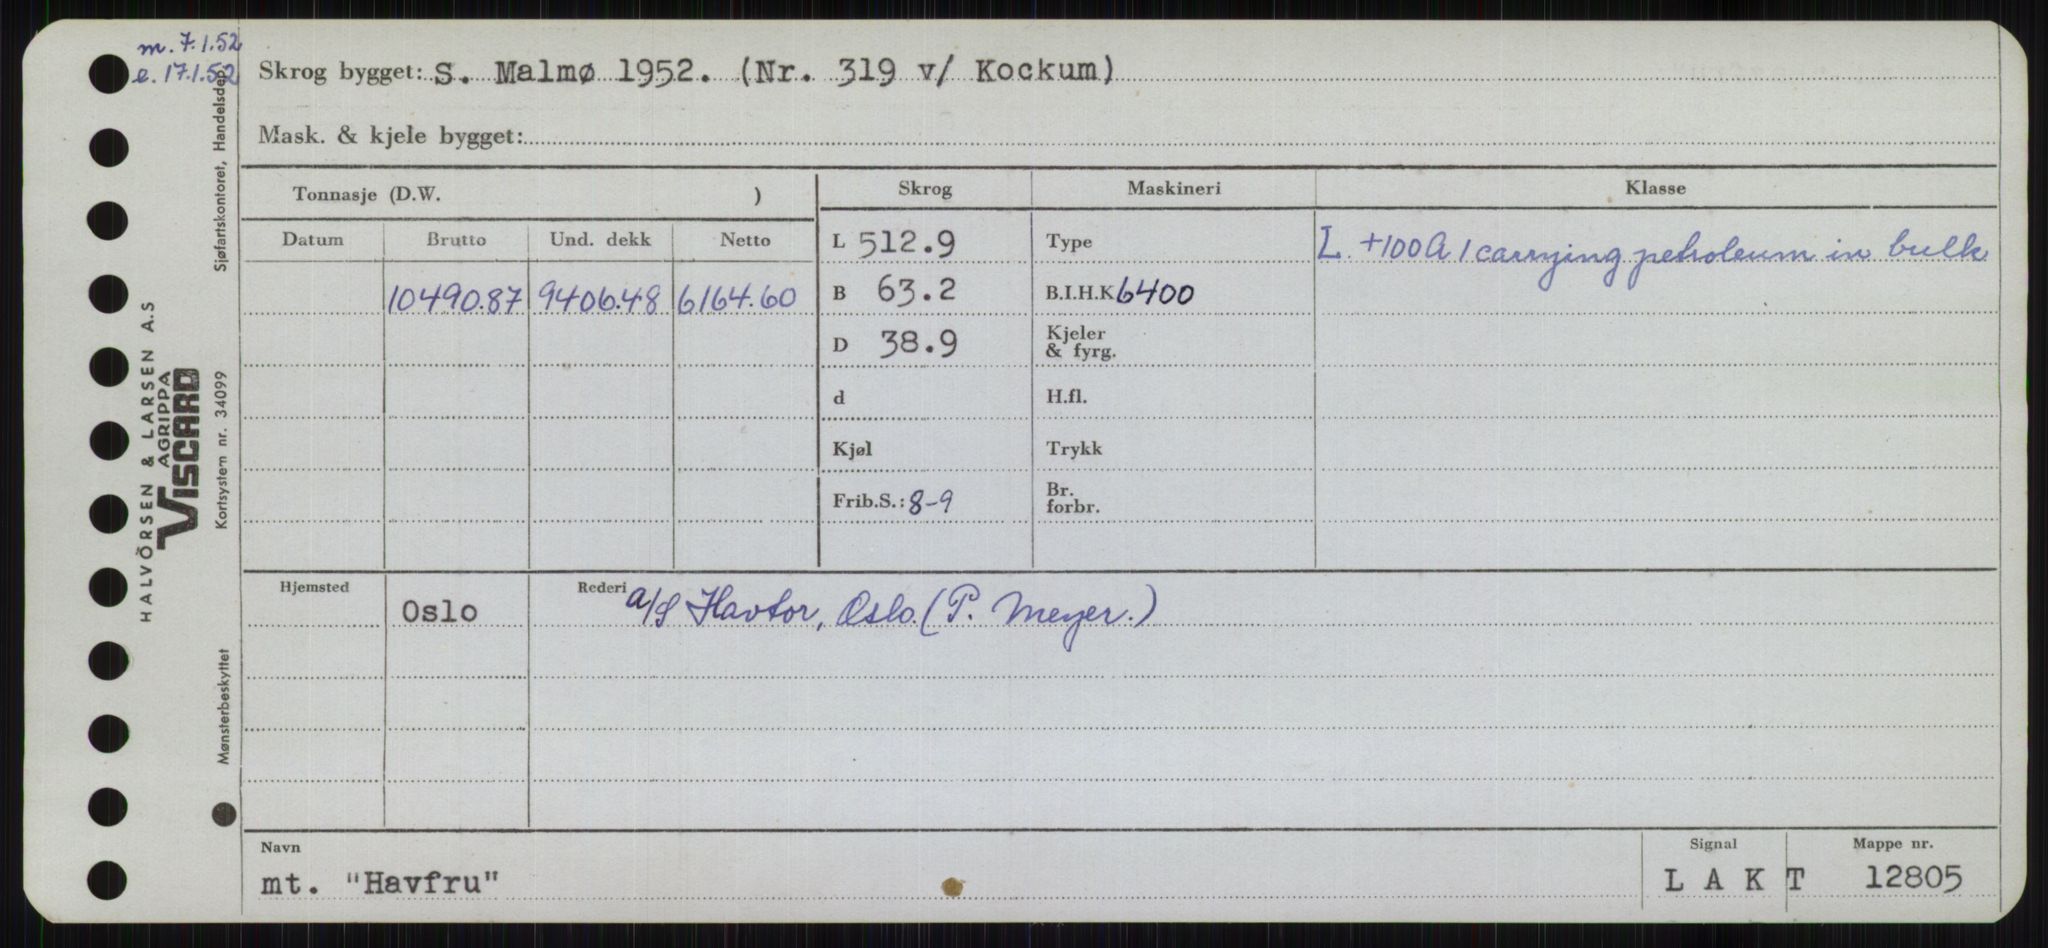 m. 7.1.52
e. 17.1.52
Skrog bygget: S. Malmø 1952. (Nr. 319 v/ Kockum)
Mask. & kjele bygget:
Tonnasje (D.W. )
Skrog
Maskineri
Klasse
Datum
Brutto
Und. dekk
Netto
L 512.9
Type
L. +100A1 carrying petroleum in bulk
10490.87
9406.48
6164.60
B 63.2
B.I.H.K 6400
D 38.9
Kjeler
& fyrg.
d
H.fl.
Kjøl
Trykk
Frib.S.: 8-9
Br.
forbr.
Hjemsted
Oslo
Rederi
A/S Havtor, Oslo. (P. Meyer.)
Navn
mt. "Havfru"
Signal
L A K T
Mappe nr.
12805
HALVÖRSEN & LARSEN A.S
AGRIPPA
VISCARD
Sjøfartskontoret, Handelsdep.
Kortsystem nr. 34099
Mønsterbeskyttet